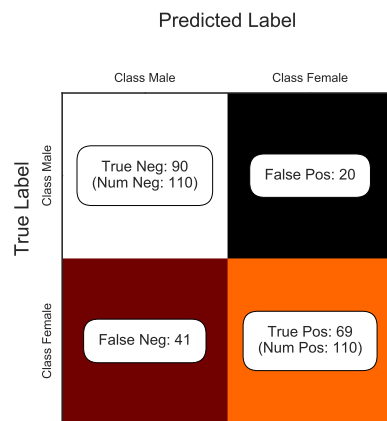 Predicted Label
Class Male
Class Female
True Label
Class Male
True Neg: 90
(Num Neg: 110)
False Pos: 20
Class Female
False Neg: 41
True Pos: 69
(Num Pos: 110)